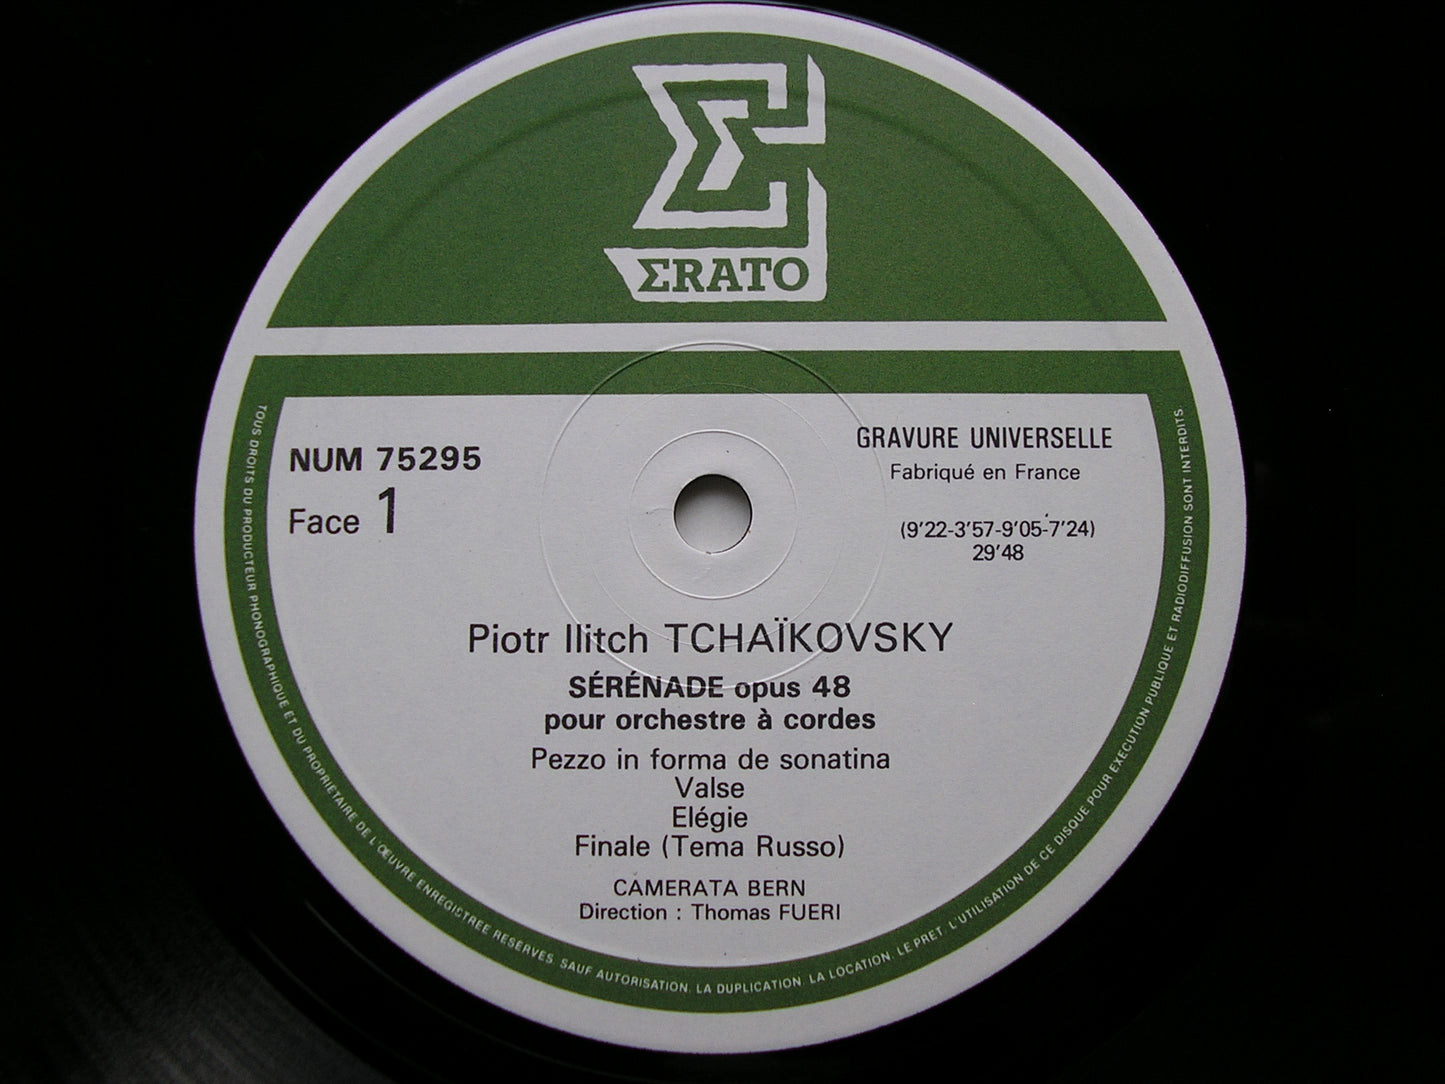 ΣRATO
NUM 75295
Face 1
GRAVURE UNIVERSELLE
Fabriqué en France
(9'22-3'57-9'05-7'24)
29'48
Piotr Ilitch TCHAÏKOVSKY
SÉRÉNADE opus 48
pour orchestre à cordes
Pezzo in forma de sonatina
Valse
Elégie
Finale (Tema Russo)
CAMERATA BERN
Direction : Thomas FUERI
TOUS DROITS DU PRODUCTEUR PHONOGRAPHIQUE ET DU PROPRIETAIRE DE L'ŒUVRE ENREGISTREE RESERVES. SAUF AUTORISATION. LA DUPLICATION. LA LOCATION. LE PRET. L'UTILISATION DE CE DISQUE POUR EXECUTION PUBLIQUE ET RADIODIFFUSION SONT INTERDITS.